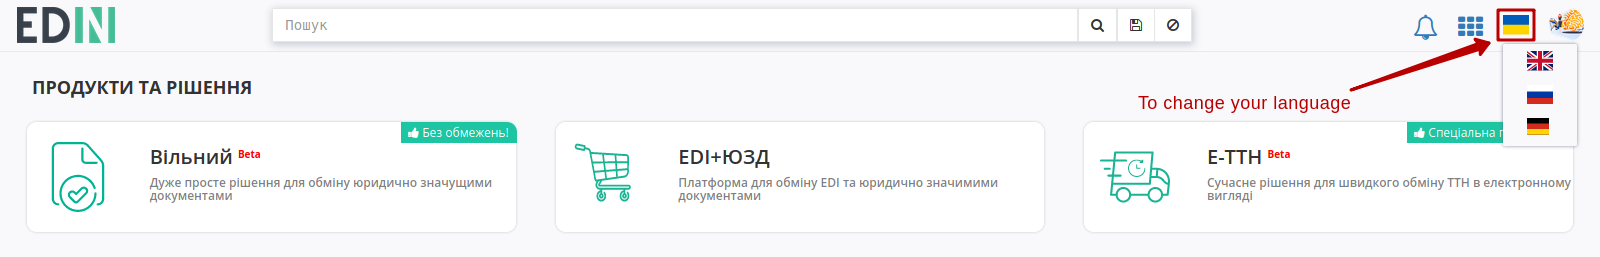 EDIN
Пошук
To change your language
ПРОДУКТИ ТА РІШЕННЯ
Без обмежень!
Вільний Beta
Дуже просте рішення для обміну юридично значущими
документами
EDI+ЮЗД
Платформа для обміну EDI та юридично значимими
документами
Спеціальна
Е-ТТН Beta
Сучасне рішення для швидкого обміну ТТН в електронному
вигляді